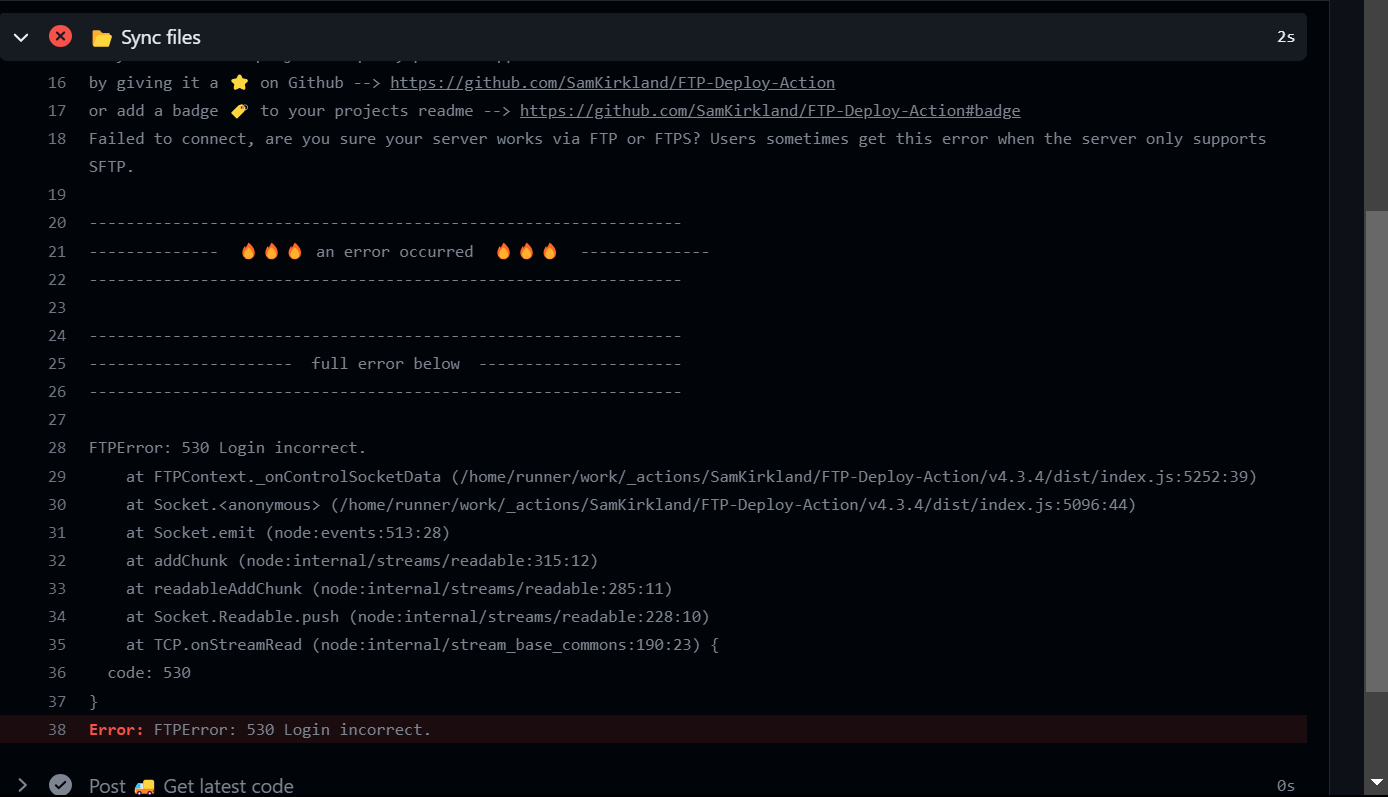 Sync files 2s
16 by giving it a ⭐ on Github --> https://github.com/SamKirkland/FTP-Deploy-Action
17 or add a badge 🏷️ to your projects readme --> https://github.com/SamKirkland/FTP-Deploy-Action#badge
18 Failed to connect, are you sure your server works via FTP or FTPS? Users sometimes get this error when the server only supports
SFTP.
19
20 ----------------------------------------------------------------
21 -------------- 🔥🔥🔥 an error occurred 🔥🔥🔥 --------------
22 ----------------------------------------------------------------
23
24 ----------------------------------------------------------------
25 ---------------------- full error below ----------------------
26 ----------------------------------------------------------------
27
28 FTPError: 530 Login incorrect.
29 at FTPContext._onControlSocketData (/home/runner/work/_actions/SamKirkland/FTP-Deploy-Action/v4.3.4/dist/index.js:5252:39)
30 at Socket.<anonymous> (/home/runner/work/_actions/SamKirkland/FTP-Deploy-Action/v4.3.4/dist/index.js:5096:44)
31 at Socket.emit (node:events:513:28)
32 at addChunk (node:internal/streams/readable:315:12)
33 at readableAddChunk (node:internal/streams/readable:285:11)
34 at Socket.Readable.push (node:internal/streams/readable:228:10)
35 at TCP.onStreamRead (node:internal/stream_base_commons:190:23) {
36 code: 530
37 }
38 Error: FTPError: 530 Login incorrect.
Post 🚚 Get latest code 0s